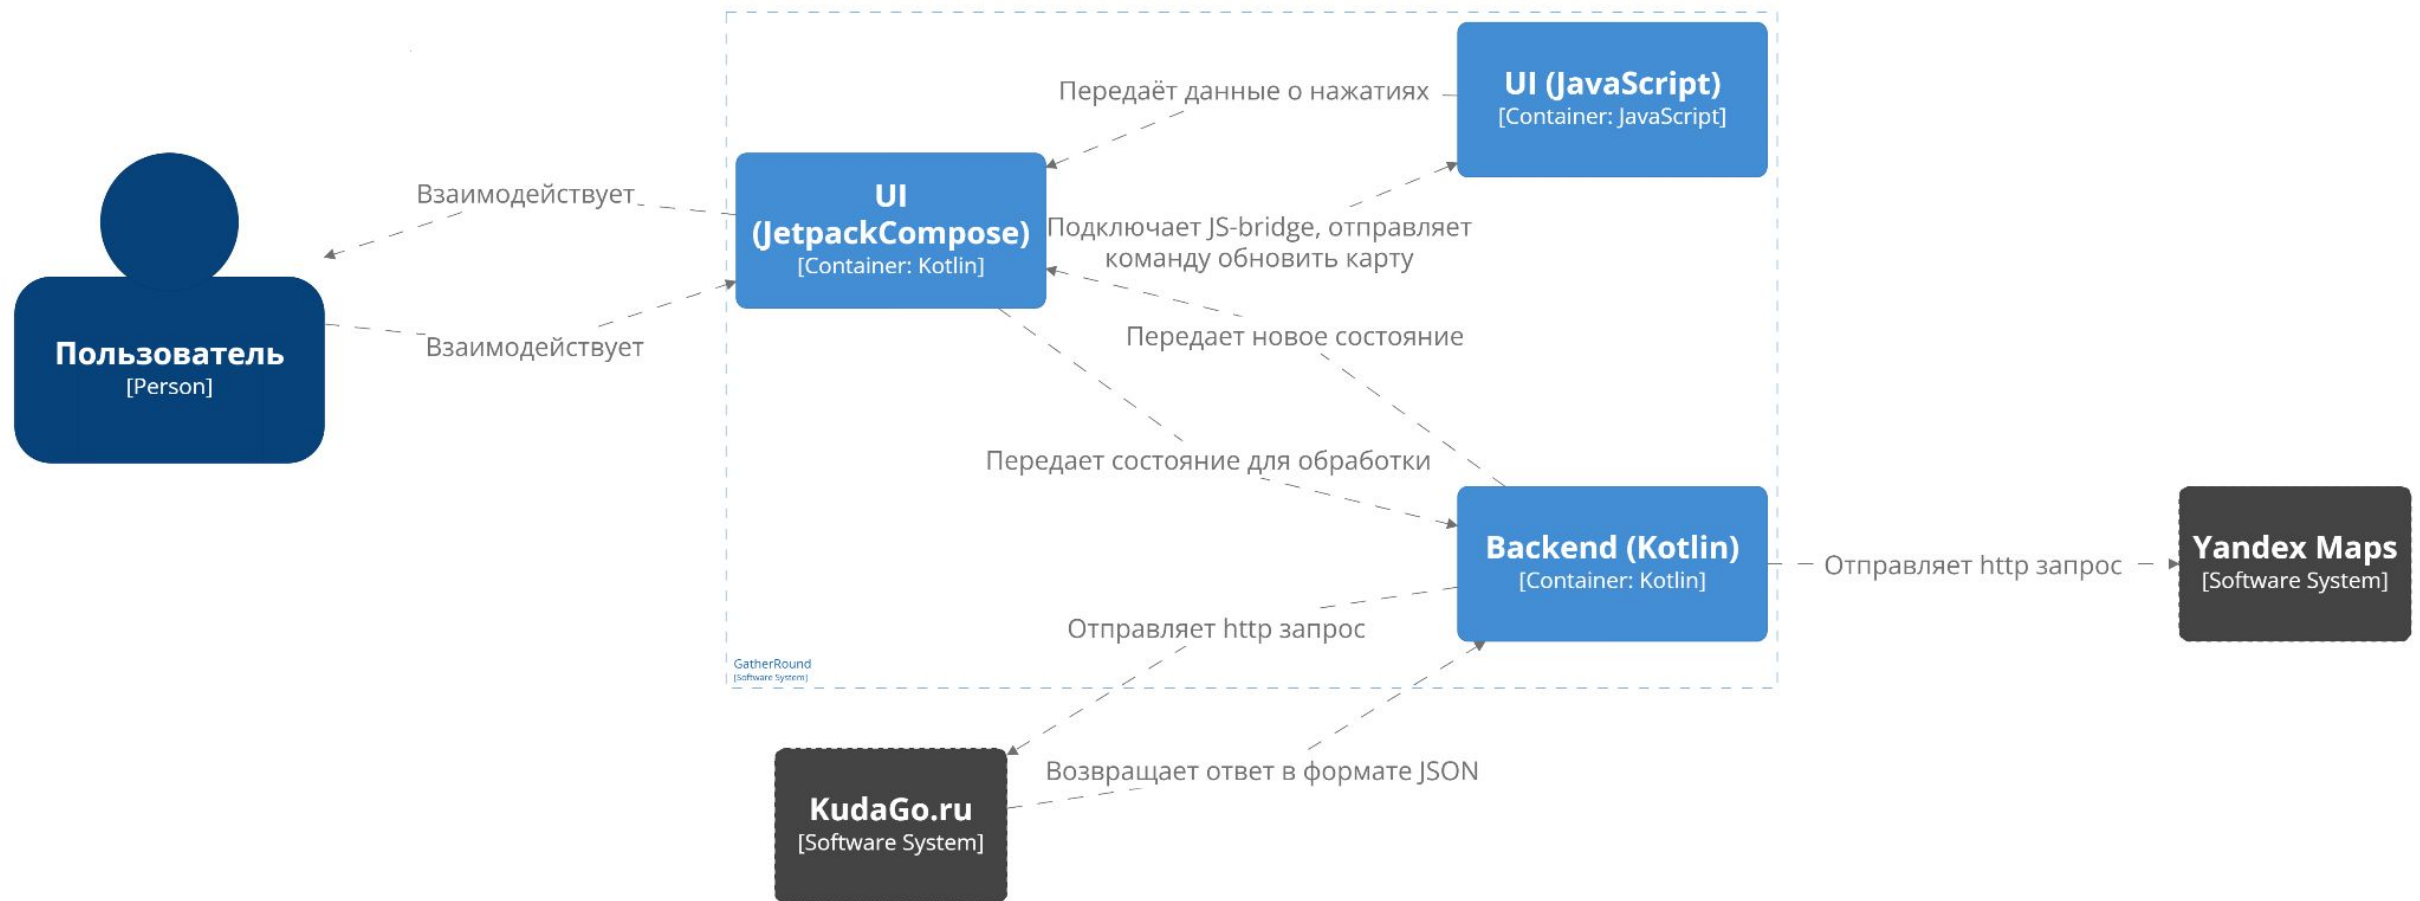 UI (JavaScript)
[Container: JavaScript]
Передаёт данные о нажатиях
Взаимодействует
UI
(JetpackCompose)
[Container: Kotlin]
Подключает JS-bridge, отправляет
команду обновить карту
Пользователь
[Person]
Взаимодействует
Передает новое состояние
Передает состояние для обработки
Backend (Kotlin)
[Container: Kotlin]
Отправляет http запрос
Yandex Maps
[Software System]
Отправляет http запрос
GatherRound
[Software System]
Возвращает ответ в формате JSON
KudaGo.ru
[Software System]